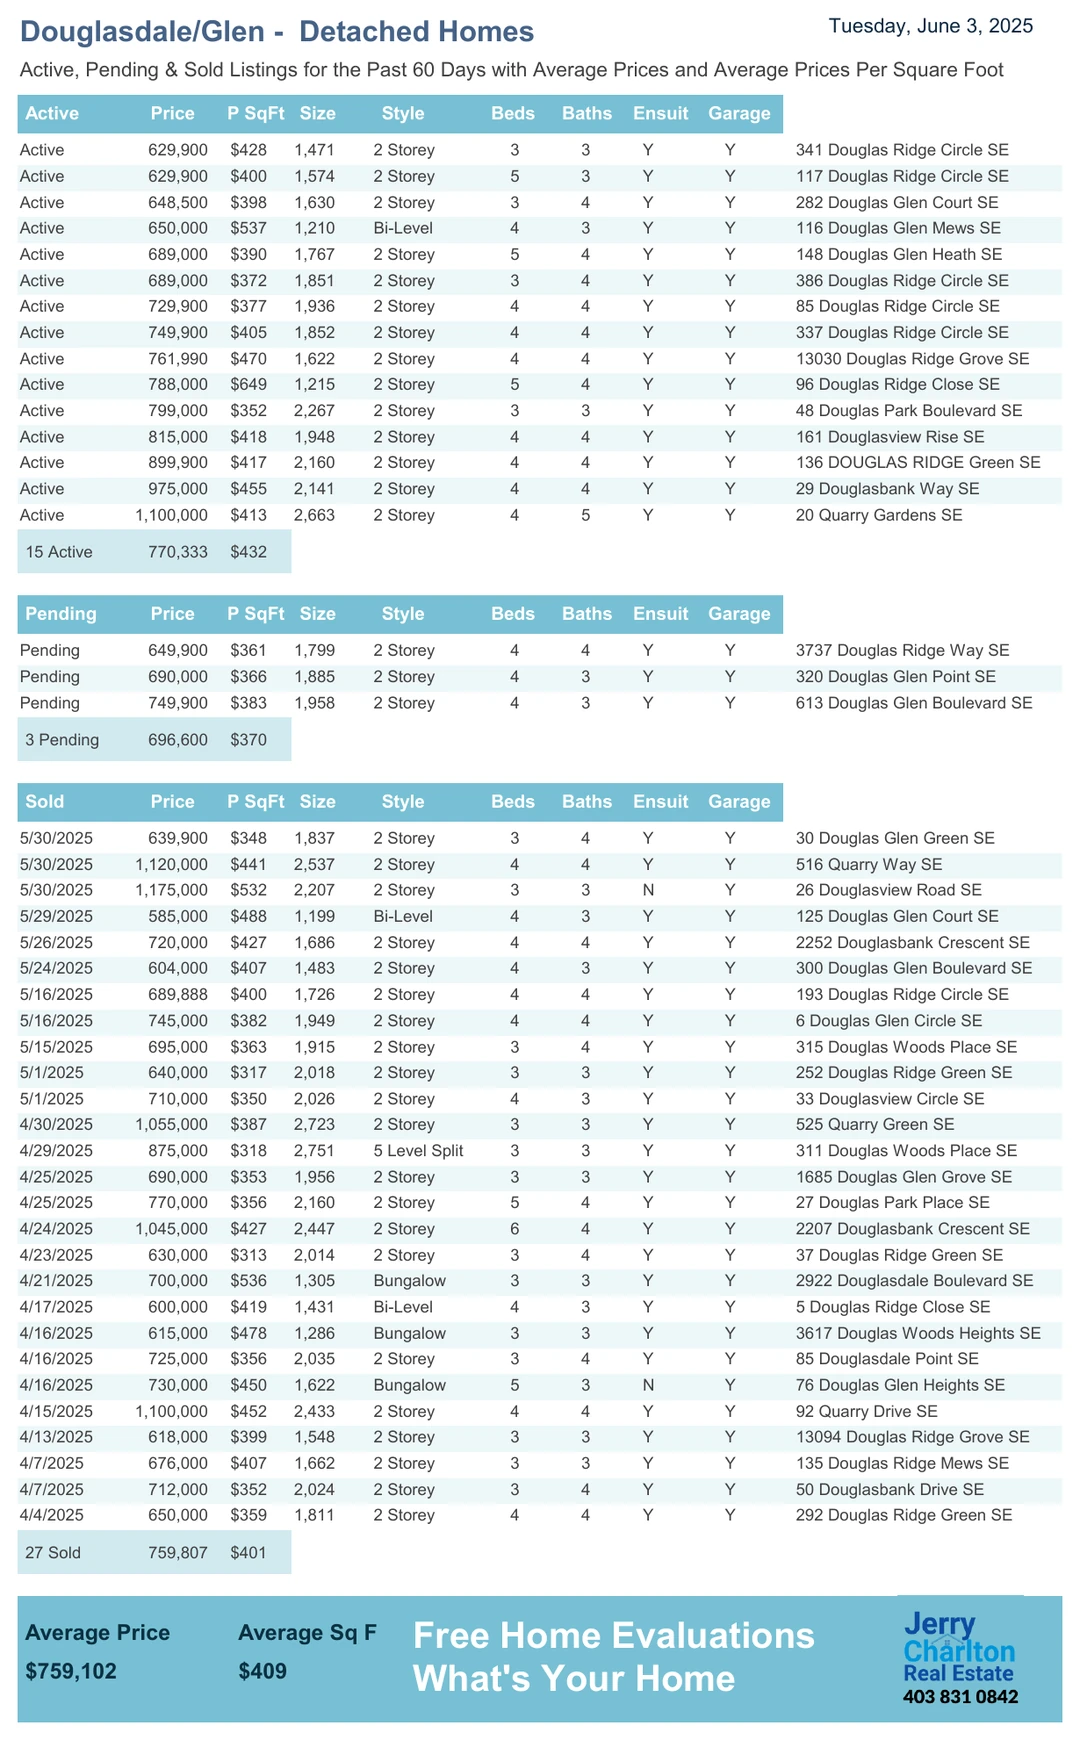 Douglasdale/Glen - Detached Homes
Tuesday, June 3, 2025
Active, Pending & Sold Listings for the Past 60 Days with Average Prices and Average Prices Per Square Foot
Active Price P SqFt Size Style Beds Baths Ensuit Garage
Active 629,900 $428 1,471 2 Storey 3 3 Y Y 341 Douglas Ridge Circle SE
Active 629,900 $400 1,574 2 Storey 5 3 Y Y 117 Douglas Ridge Circle SE
Active 648,500 $398 1,630 2 Storey 3 4 Y Y 282 Douglas Glen Court SE
Active 650,000 $537 1,210 Bi-Level 4 3 Y Y 116 Douglas Glen Mews SE
Active 689,000 $390 1,767 2 Storey 5 4 Y Y 148 Douglas Glen Heath SE
Active 689,000 $372 1,851 2 Storey 3 4 Y Y 386 Douglas Ridge Circle SE
Active 729,900 $377 1,936 2 Storey 4 4 Y Y 85 Douglas Ridge Circle SE
Active 749,900 $405 1,852 2 Storey 4 4 Y Y 337 Douglas Ridge Circle SE
Active 761,990 $470 1,622 2 Storey 4 4 Y Y 13030 Douglas Ridge Grove SE
Active 788,000 $649 1,215 2 Storey 5 4 Y Y 96 Douglas Ridge Close SE
Active 799,000 $352 2,267 2 Storey 3 3 Y Y 48 Douglas Park Boulevard SE
Active 815,000 $418 1,948 2 Storey 4 4 Y Y 161 Douglasview Rise SE
Active 899,900 $417 2,160 2 Storey 4 4 Y Y 136 DOUGLAS RIDGE Green SE
Active 975,000 $455 2,141 2 Storey 4 4 Y Y 29 Douglasbank Way SE
Active 1,100,000 $413 2,663 2 Storey 4 5 Y Y 20 Quarry Gardens SE
15 Active 770,333 $432
Pending Price P SqFt Size Style Beds Baths Ensuit Garage
Pending 649,900 $361 1,799 2 Storey 4 4 Y Y 3737 Douglas Ridge Way SE
Pending 690,000 $366 1,885 2 Storey 4 3 Y Y 320 Douglas Glen Point SE
Pending 749,900 $383 1,958 2 Storey 4 3 Y Y 613 Douglas Glen Boulevard SE
3 Pending 696,600 $370
Sold Price P SqFt Size Style Beds Baths Ensuit Garage
5/30/2025 639,900 $348 1,837 2 Storey 3 4 Y Y 30 Douglas Glen Green SE
5/30/2025 1,120,000 $441 2,537 2 Storey 4 4 Y Y 516 Quarry Way SE
5/30/2025 1,175,000 $532 2,207 2 Storey 3 3 N Y 26 Douglasview Road SE
5/29/2025 585,000 $488 1,199 Bi-Level 4 3 Y Y 125 Douglas Glen Court SE
5/26/2025 720,000 $427 1,686 2 Storey 4 4 Y Y 2252 Douglasbank Crescent SE
5/24/2025 604,000 $407 1,483 2 Storey 4 3 Y Y 300 Douglas Glen Boulevard SE
5/16/2025 689,888 $400 1,726 2 Storey 4 4 Y Y 193 Douglas Ridge Circle SE
5/16/2025 745,000 $382 1,949 2 Storey 4 4 Y Y 6 Douglas Glen Circle SE
5/15/2025 695,000 $363 1,915 2 Storey 3 4 Y Y 315 Douglas Woods Place SE
5/1/2025 640,000 $317 2,018 2 Storey 3 3 Y Y 252 Douglas Ridge Green SE
5/1/2025 710,000 $350 2,026 2 Storey 4 3 Y Y 33 Douglasview Circle SE
4/30/2025 1,055,000 $387 2,723 2 Storey 3 3 Y Y 525 Quarry Green SE
4/29/2025 875,000 $318 2,751 5 Level Split 3 3 Y Y 311 Douglas Woods Place SE
4/25/2025 690,000 $353 1,956 2 Storey 3 3 Y Y 1685 Douglas Glen Grove SE
4/25/2025 770,000 $356 2,160 2 Storey 5 4 Y Y 27 Douglas Park Place SE
4/24/2025 1,045,000 $427 2,447 2 Storey 6 4 Y Y 2207 Douglasbank Crescent SE
4/23/2025 630,000 $313 2,014 2 Storey 3 4 Y Y 37 Douglas Ridge Green SE
4/21/2025 700,000 $536 1,305 Bungalow 3 3 Y Y 2922 Douglasdale Boulevard SE
4/17/2025 600,000 $419 1,431 Bi-Level 4 3 Y Y 5 Douglas Ridge Close SE
4/16/2025 615,000 $478 1,286 Bungalow 3 3 Y Y 3617 Douglas Woods Heights SE
4/16/2025 725,000 $356 2,035 2 Storey 3 4 Y Y 85 Douglasdale Point SE
4/16/2025 730,000 $450 1,622 Bungalow 5 3 N Y 76 Douglas Glen Heights SE
4/15/2025 1,100,000 $452 2,433 2 Storey 4 4 Y Y 92 Quarry Drive SE
4/13/2025 618,000 $399 1,548 2 Storey 3 3 Y Y 13094 Douglas Ridge Grove SE
4/7/2025 676,000 $407 1,662 2 Storey 3 3 Y Y 135 Douglas Ridge Mews SE
4/7/2025 712,000 $352 2,024 2 Storey 3 4 Y Y 50 Douglasbank Drive SE
4/4/2025 650,000 $359 1,811 2 Storey 4 4 Y Y 292 Douglas Ridge Green SE
27 Sold 759,807 $401
Average Price Average Sq F
$759,102 $409
Free Home Evaluations
What's Your Home
Jerry
Charlton
Real Estate
403 831 0842